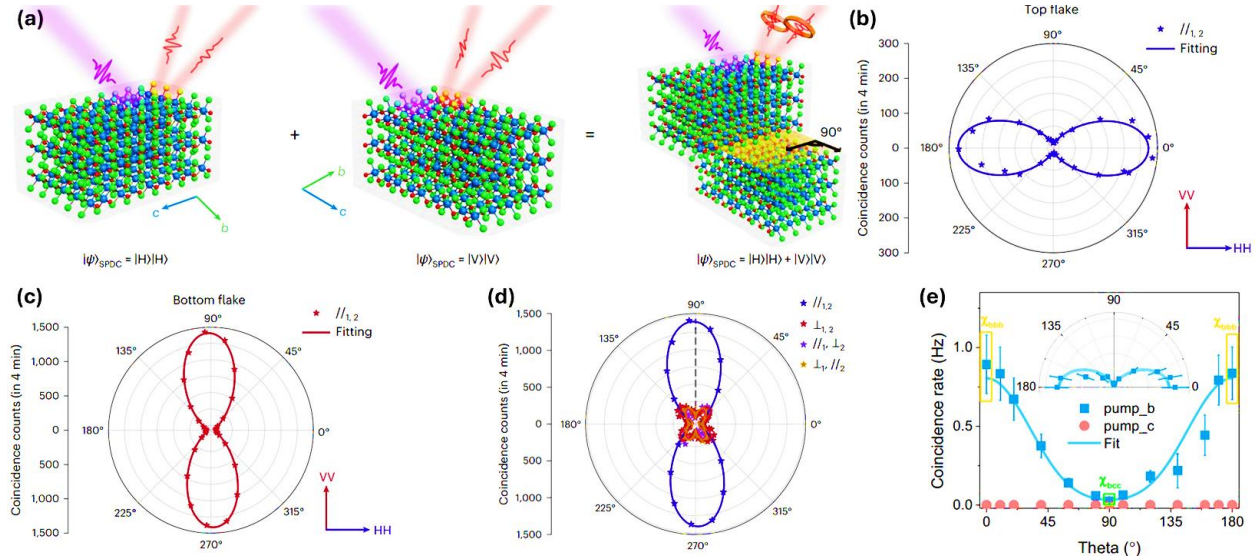 (a)
b
c
|ψ⟩SPDC = |H⟩|H⟩
+
b
c
|ψ⟩SPDC = |V⟩|V⟩
=
90°
|ψ⟩SPDC = |H⟩|H⟩ + |V⟩|V⟩
(b)
Top flake
//1, 2
Fitting
Coincidence counts (in 4 min)
300
200
100
0
100
200
300
90°
135°
45°
180°
0°
225°
315°
270°
VV
HH
(c)
Bottom flake
//1, 2
Fitting
Coincidence counts (in 4 min)
1,500
1,000
500
0
500
1,000
1,500
90°
135°
45°
180°
0°
225°
315°
270°
VV
HH
(d)
//1,2
⊥1, 2
//1, ⊥2
⊥1, //2
Coincidence counts (in 4 min)
1,500
1,000
500
0
500
1,000
1,500
90°
135°
45°
180°
0°
225°
315°
270°
(e)
90
135
45
180
0
χbbb
χbbb
pump_b
pump_c
Fit
χbcc
Coincidence rate (Hz)
1.0
0.5
0.0
0 45 90 135 180
Theta (°)